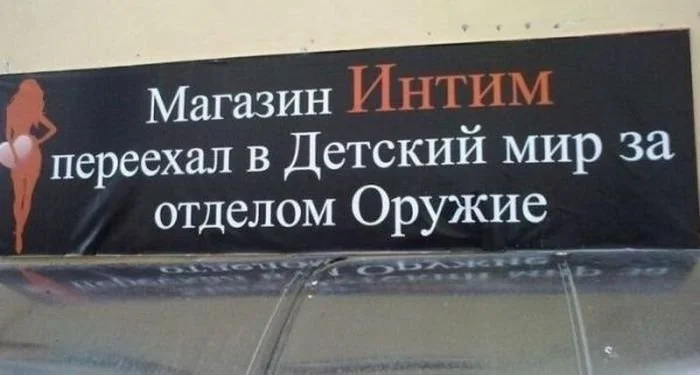 Магазин Интим
переехал в Детский мир за
отделом Оружие